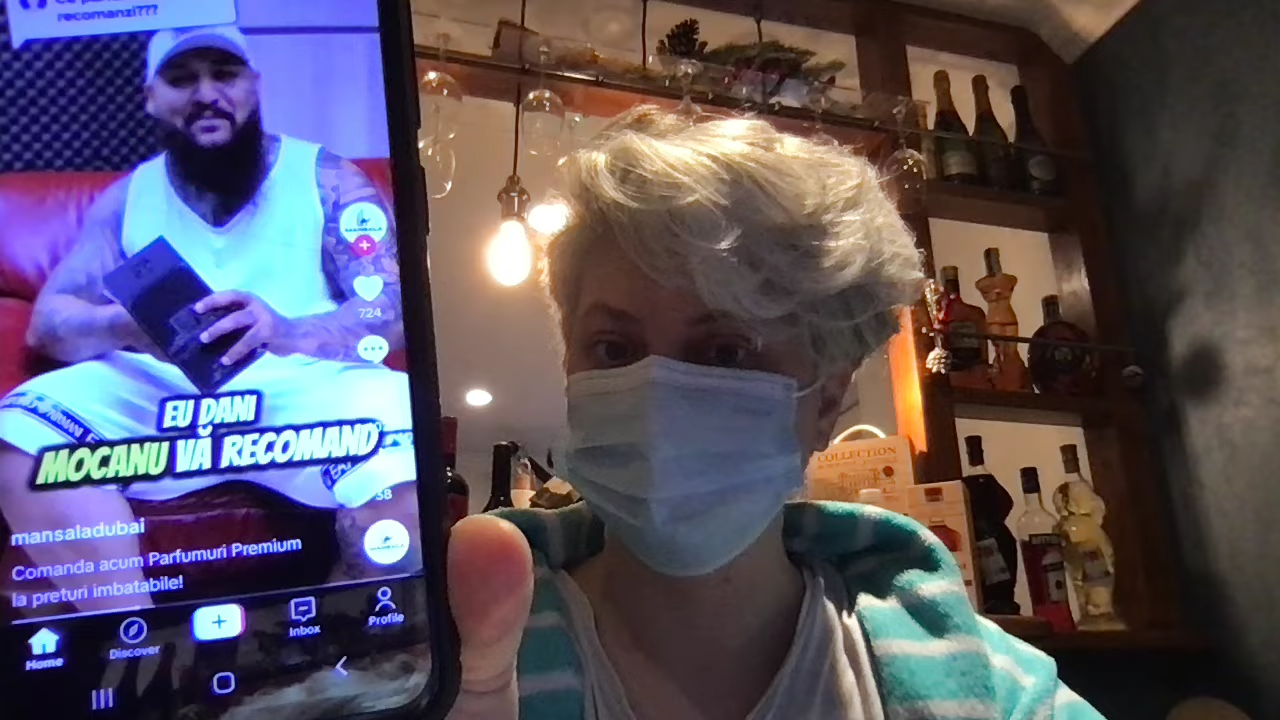 recomanzi???
724
EU DANI
MOCANU VĂ RECOMAND
58
mansaladubai
Comanda acum Parfumuri Premium
la preturi imbatabile!
Home
Discover
Inbox
Profile
COLLECTION